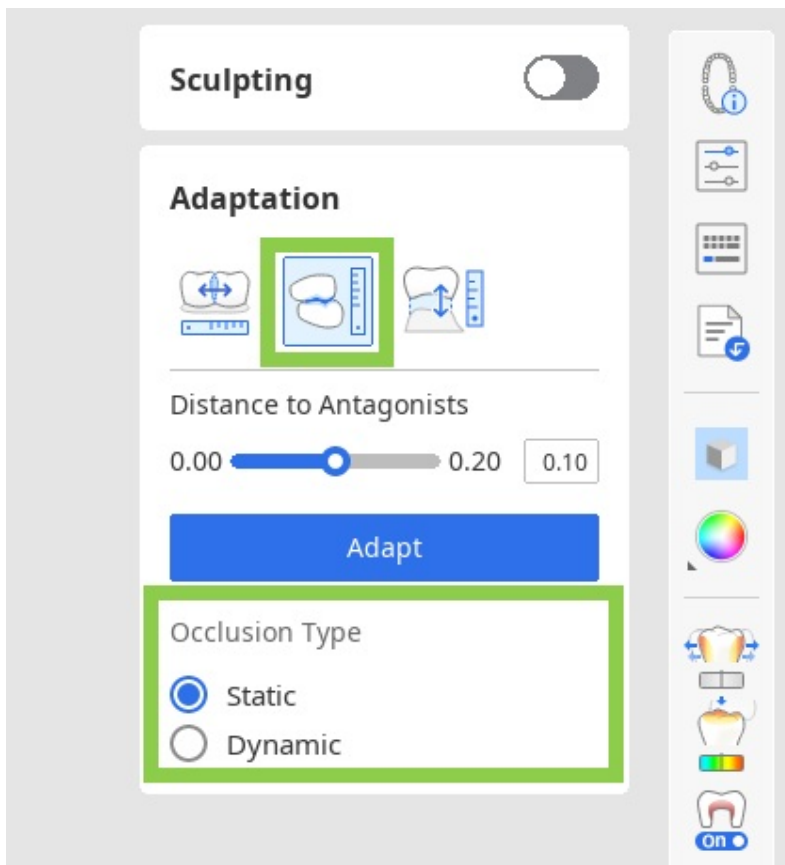 Sculpting
Adaptation
Distance to Antagonists
0.00 0.20 0.10
Adapt
Occlusion Type
Static
Dynamic
On